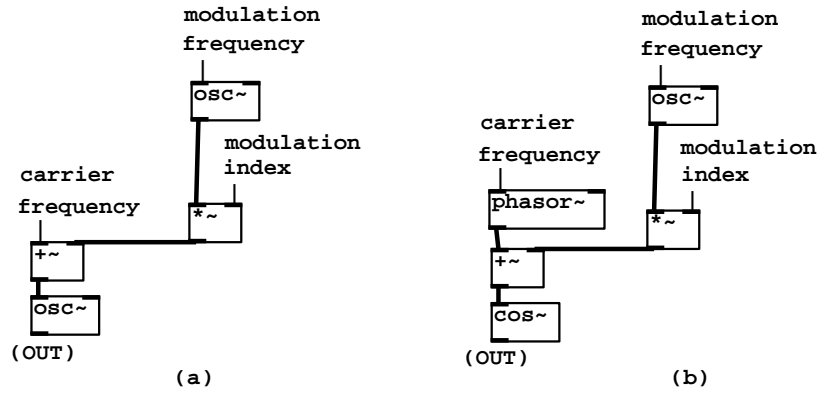 modulation
frequency
osc~
modulation
index
carrier
frequency
*~
+~
osc~
(OUT)
(a)
modulation
frequency
osc~
carrier
frequency
modulation
index
phasor~
*~
+~
cos~
(OUT)
(b)